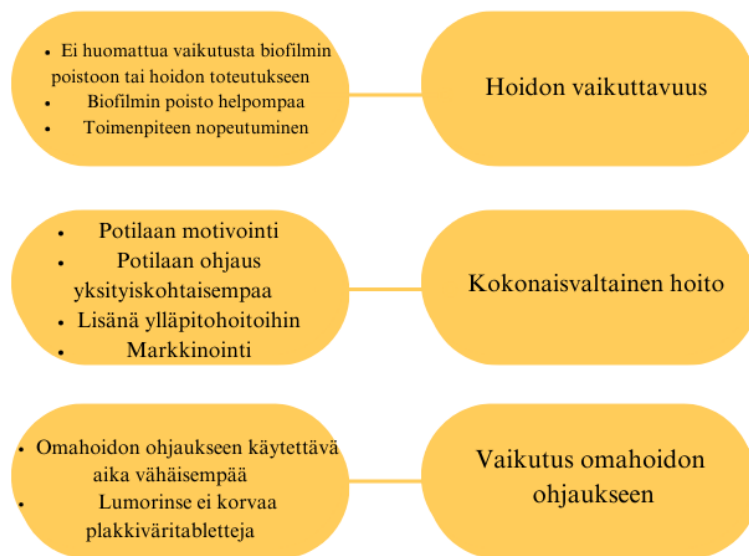 • Ei huomattua vaikutusta biofilmin
poistoon tai hoidon toteutukseen
• Biofilmin poisto helpompaa
• Toimenpiteen nopeutuminen
Hoidon vaikuttavuus
• Potilaan motivointi
• Potilaan ohjaus
yksityiskohtaisempaa
• Lisänä ylläpitohoitoihin
• Markkinointi
Kokonaisvaltainen hoito
• Omahoidon ohjaukseen käytettävä
aika vähäisempää
• Lumorinse ei korvaa
plakkiväritabletteja
Vaikutus omahoidon
ohjaukseen